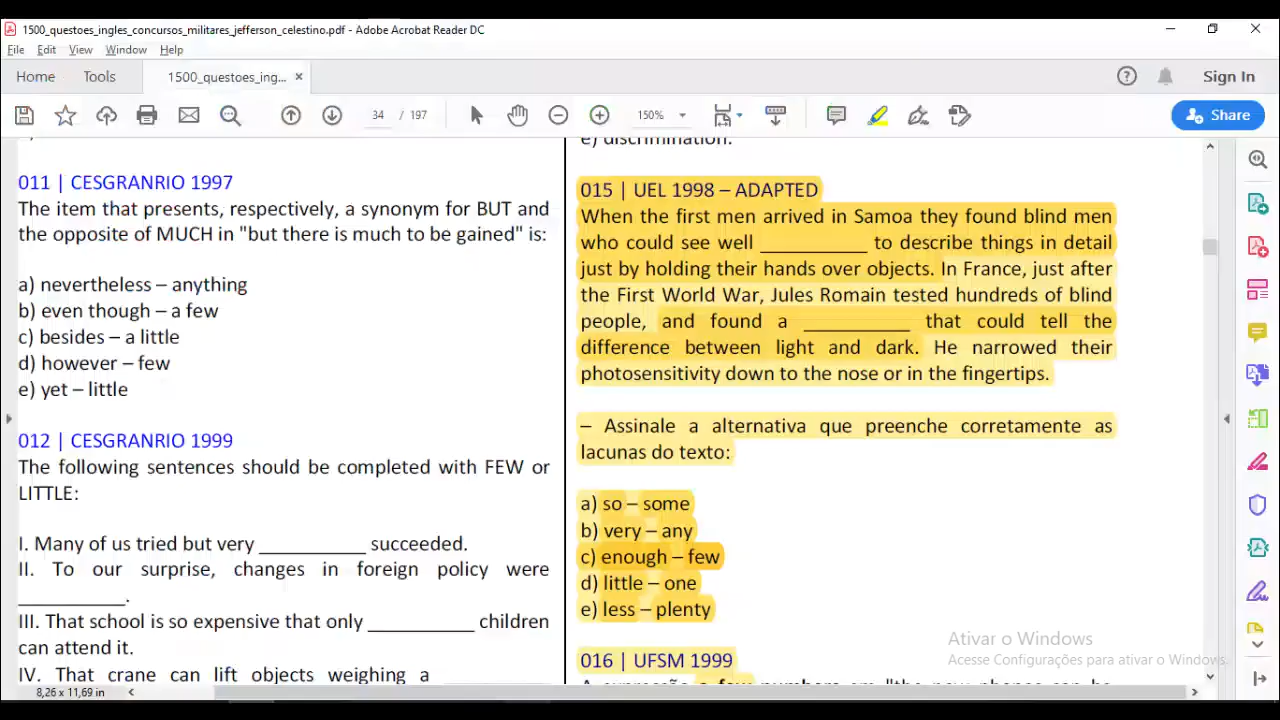 1500_questoes_ingles_concursos_militares_jefferson_celestino.pdf - Adobe Acrobat Reader DC
File Edit View Window Help
Home Tools 1500_questoes_ing... × Sign In
34 / 197 150% Share
011 | CESGRANRIO 1997
The item that presents, respectively, a synonym for BUT and
the opposite of MUCH in "but there is much to be gained" is:
a) nevertheless – anything
b) even though – a few
c) besides – a little
d) however – few
e) yet – little
012 | CESGRANRIO 1999
The following sentences should be completed with FEW or
LITTLE:
I. Many of us tried but very __________ succeeded.
II. To our surprise, changes in foreign policy were
__________.
III. That school is so expensive that only __________ children
can attend it.
IV. That crane can lift objects weighing a
e) discrimination.
015 | UEL 1998 – ADAPTED
When the first men arrived in Samoa they found blind men
who could see well __________ to describe things in detail
just by holding their hands over objects. In France, just after
the First World War, Jules Romain tested hundreds of blind
people, and found a __________ that could tell the
difference between light and dark. He narrowed their
photosensitivity down to the nose or in the fingertips.
– Assinale a alternativa que preenche corretamente as
lacunas do texto:
a) so – some
b) very – any
c) enough – few
d) little – one
e) less – plenty
016 | UFSM 1999
A expressão a few numbers em "the new phones can be
Ativar o Windows
Acesse Configurações para ativar o Windows.
8,26 x 11,69 in